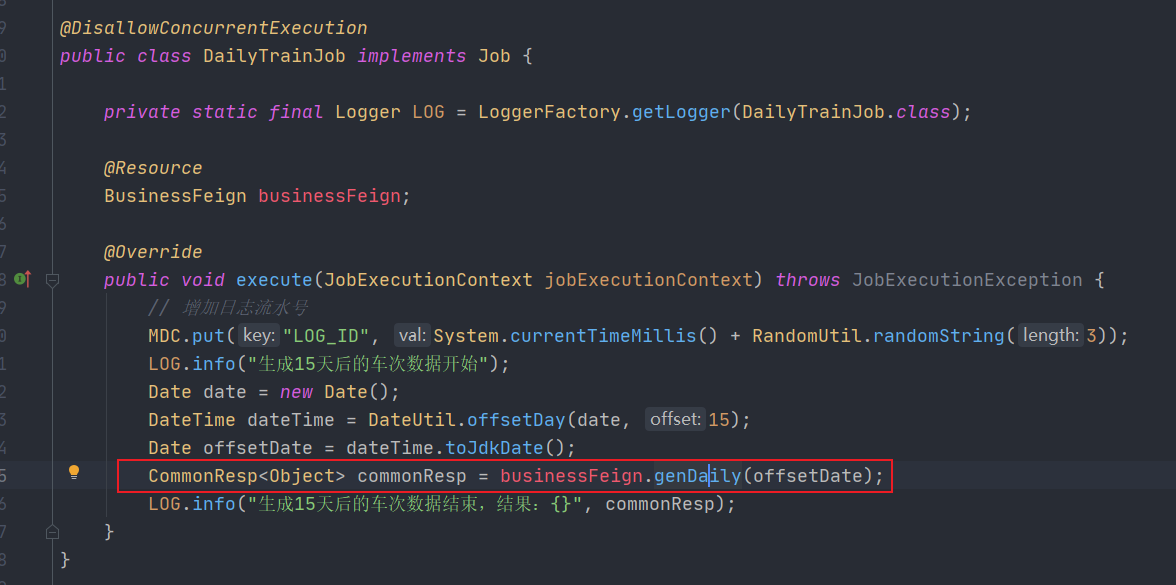 @DisallowConcurrentExecution
public class DailyTrainJob implements Job {
private static final Logger LOG = LoggerFactory.getLogger(DailyTrainJob.class);
@Resource
BusinessFeign businessFeign;
@Override
public void execute(JobExecutionContext jobExecutionContext) throws JobExecutionException {
// 增加日志流水号
MDC.put( key: "LOG_ID", val: System.currentTimeMillis() + RandomUtil.randomString( length: 3));
LOG.info("生成15天后的车次数据开始");
Date date = new Date();
DateTime dateTime = DateUtil.offsetDay(date, offset: 15);
Date offsetDate = dateTime.toJdkDate();
CommonResp<Object> commonResp = businessFeign.genDaily(offsetDate);
LOG.info("生成15天后的车次数据结束，结果：{}", commonResp);
}
}